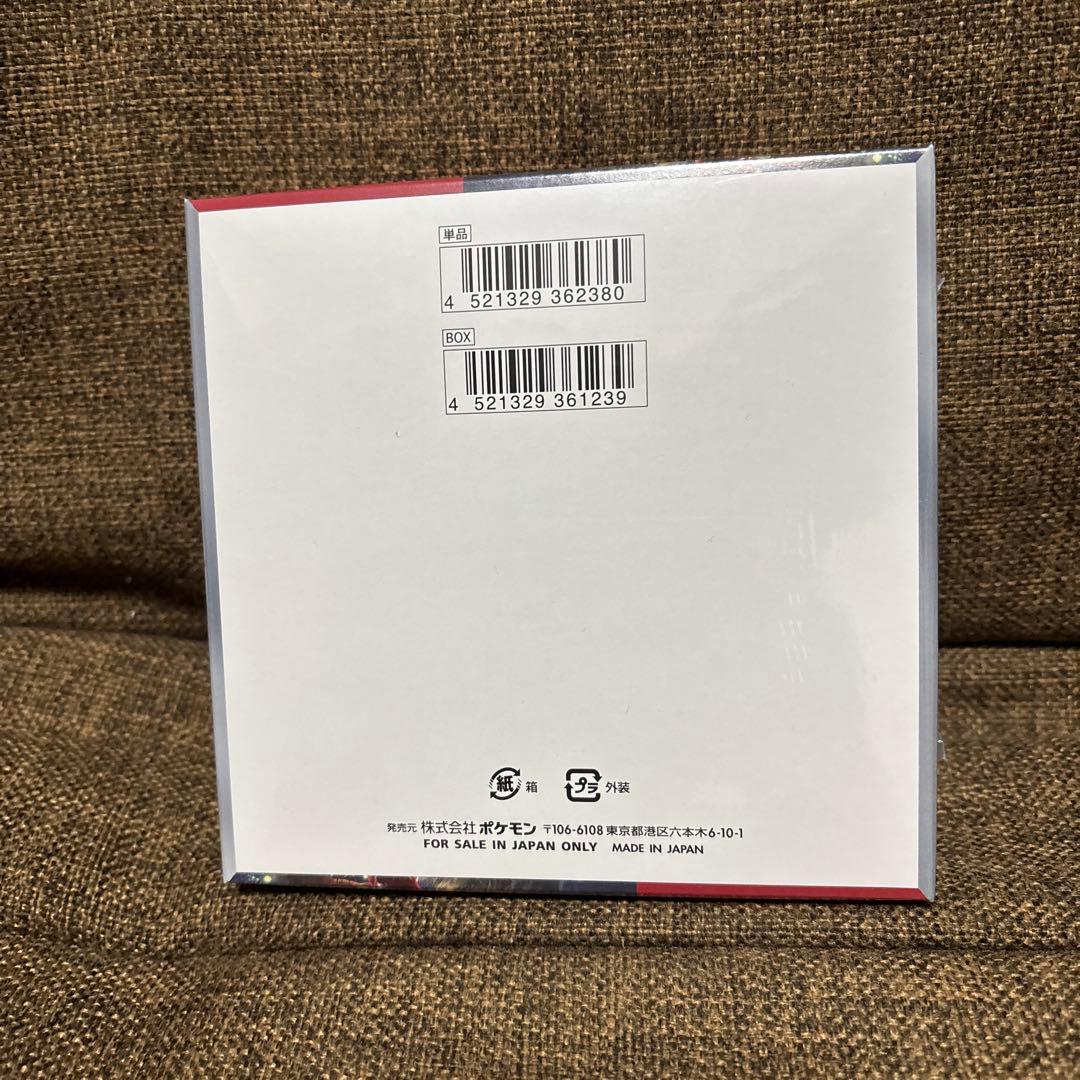 単品
4 521329 362380
BOX
4 521329 361239
紙 箱 プラ 外装
発売元 株式会社 ポケモン 〒106-6108 東京都港区六本木6-10-1
FOR SALE IN JAPAN ONLY MADE IN JAPAN